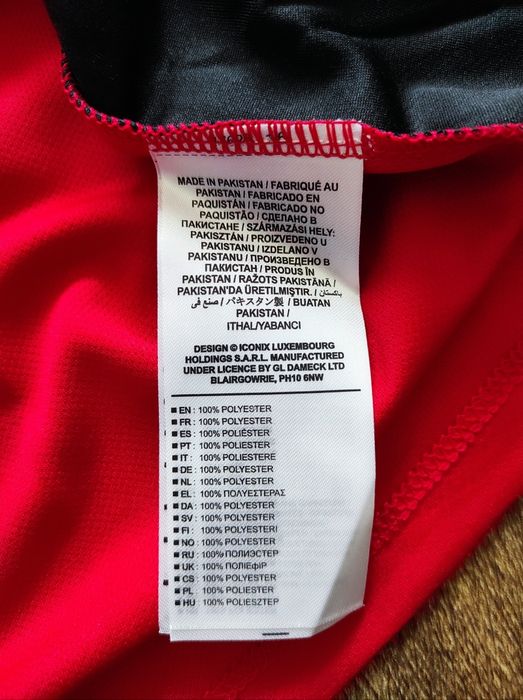 MADE IN PAKISTAN / FABRIQUÉ AU
PAKISTAN / FABRICADO EN
PAQUISTÁN / FABRICADO NO
PAQUISTÃO / СДЕЛАНО В
ПАКИСТАНЕ / SZÁRMAZÁSI HELY:
PAKISZTÁN / PROIZVEDENO U
PAKISTANU / IZDELANO V
PAKISTANU / ПРОИЗВЕДЕНО В
ПАКИСТАН / PRODUS ÎN
PAKISTAN / RAŽOTS PAKISTĀNĀ /
PAKISTAN'DA ÜRETILMIŞTIR. / باكستان
صنع في / パキスタン製 / BUATAN
PAKISTAN /
ITHAL/YABANCI
DESIGN © ICONIX LUXEMBOURG
HOLDINGS S.A.R.L. MANUFACTURED
UNDER LICENCE BY GL DAMECK LTD
BLAIRGOWRIE, PH10 6NW
EN : 100% POLYESTER
FR : 100% POLYESTER
ES : 100% POLIÉSTER
PT : 100% POLIÉSTER
IT : 100% POLIESTERE
DE : 100% POLYESTER
NL : 100% POLYESTER
EL : 100% ΠΟΛΥΕΣΤΕΡΑΣ
DA : 100% POLYESTER
SV : 100% POLYESTER
FI : 100% POLYESTERI
NO : 100% POLYESTER
RU : 100% ПОЛИЭСТЕР
UK : 100% ПОЛІЕфІР
CS : 100% POLYESTER
PL : 100% POLIESTER
HU : 100% POLIESZTER